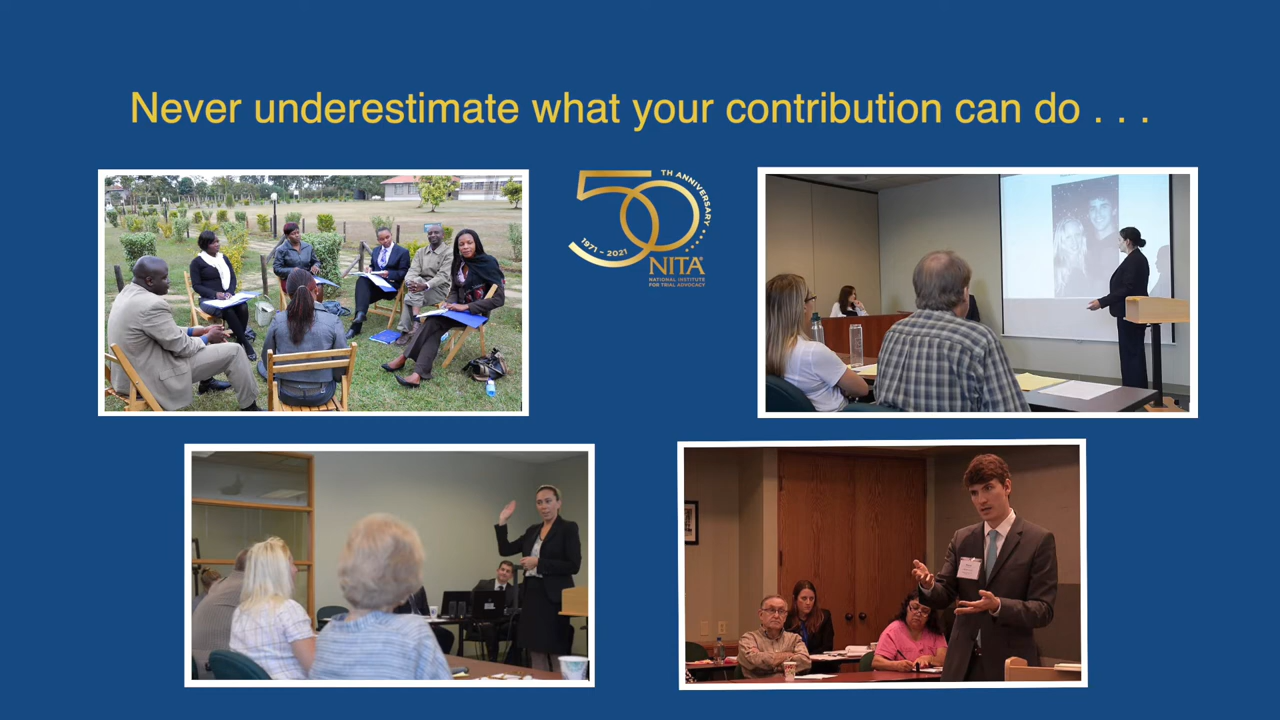 Never underestimate what your contribution can do . . .
50
TH ANNIVERSARY
1971 - 2021
NITA®
NATIONAL INSTITUTE
FOR TRIAL ADVOCACY